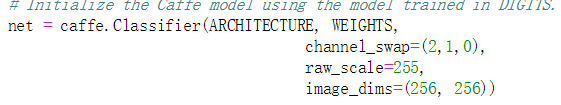 # Initialize the Caffe model using the model trained in DIGITS.
net = caffe.Classifier(ARCHITECTURE, WEIGHTS,
channel_swap=(2,1,0),
raw_scale=255,
image_dims=(256, 256))